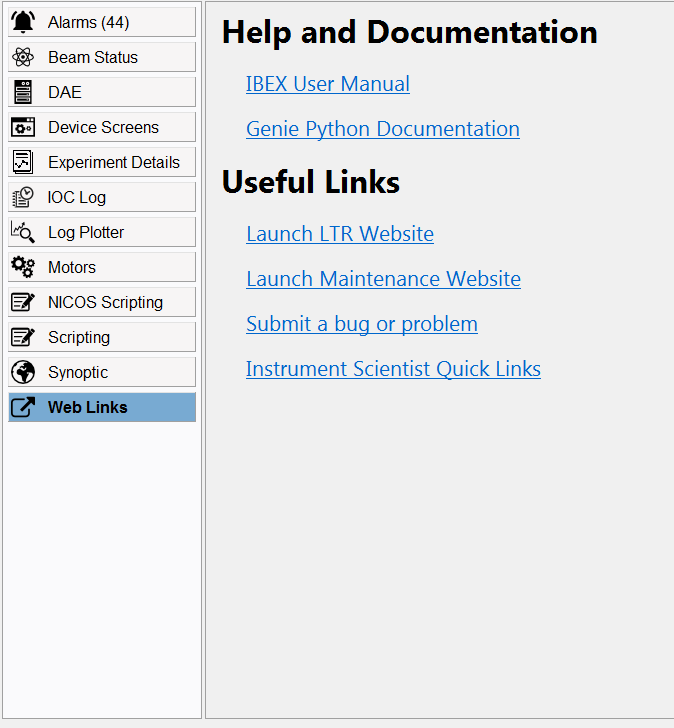 Alarms (44)
Beam Status
DAE
Device Screens
Experiment Details
IOC Log
Log Plotter
Motors
NICOS Scripting
Scripting
Synoptic
Web Links
Help and Documentation
IBEX User Manual
Genie Python Documentation
Useful Links
Launch LTR Website
Launch Maintenance Website
Submit a bug or problem
Instrument Scientist Quick Links